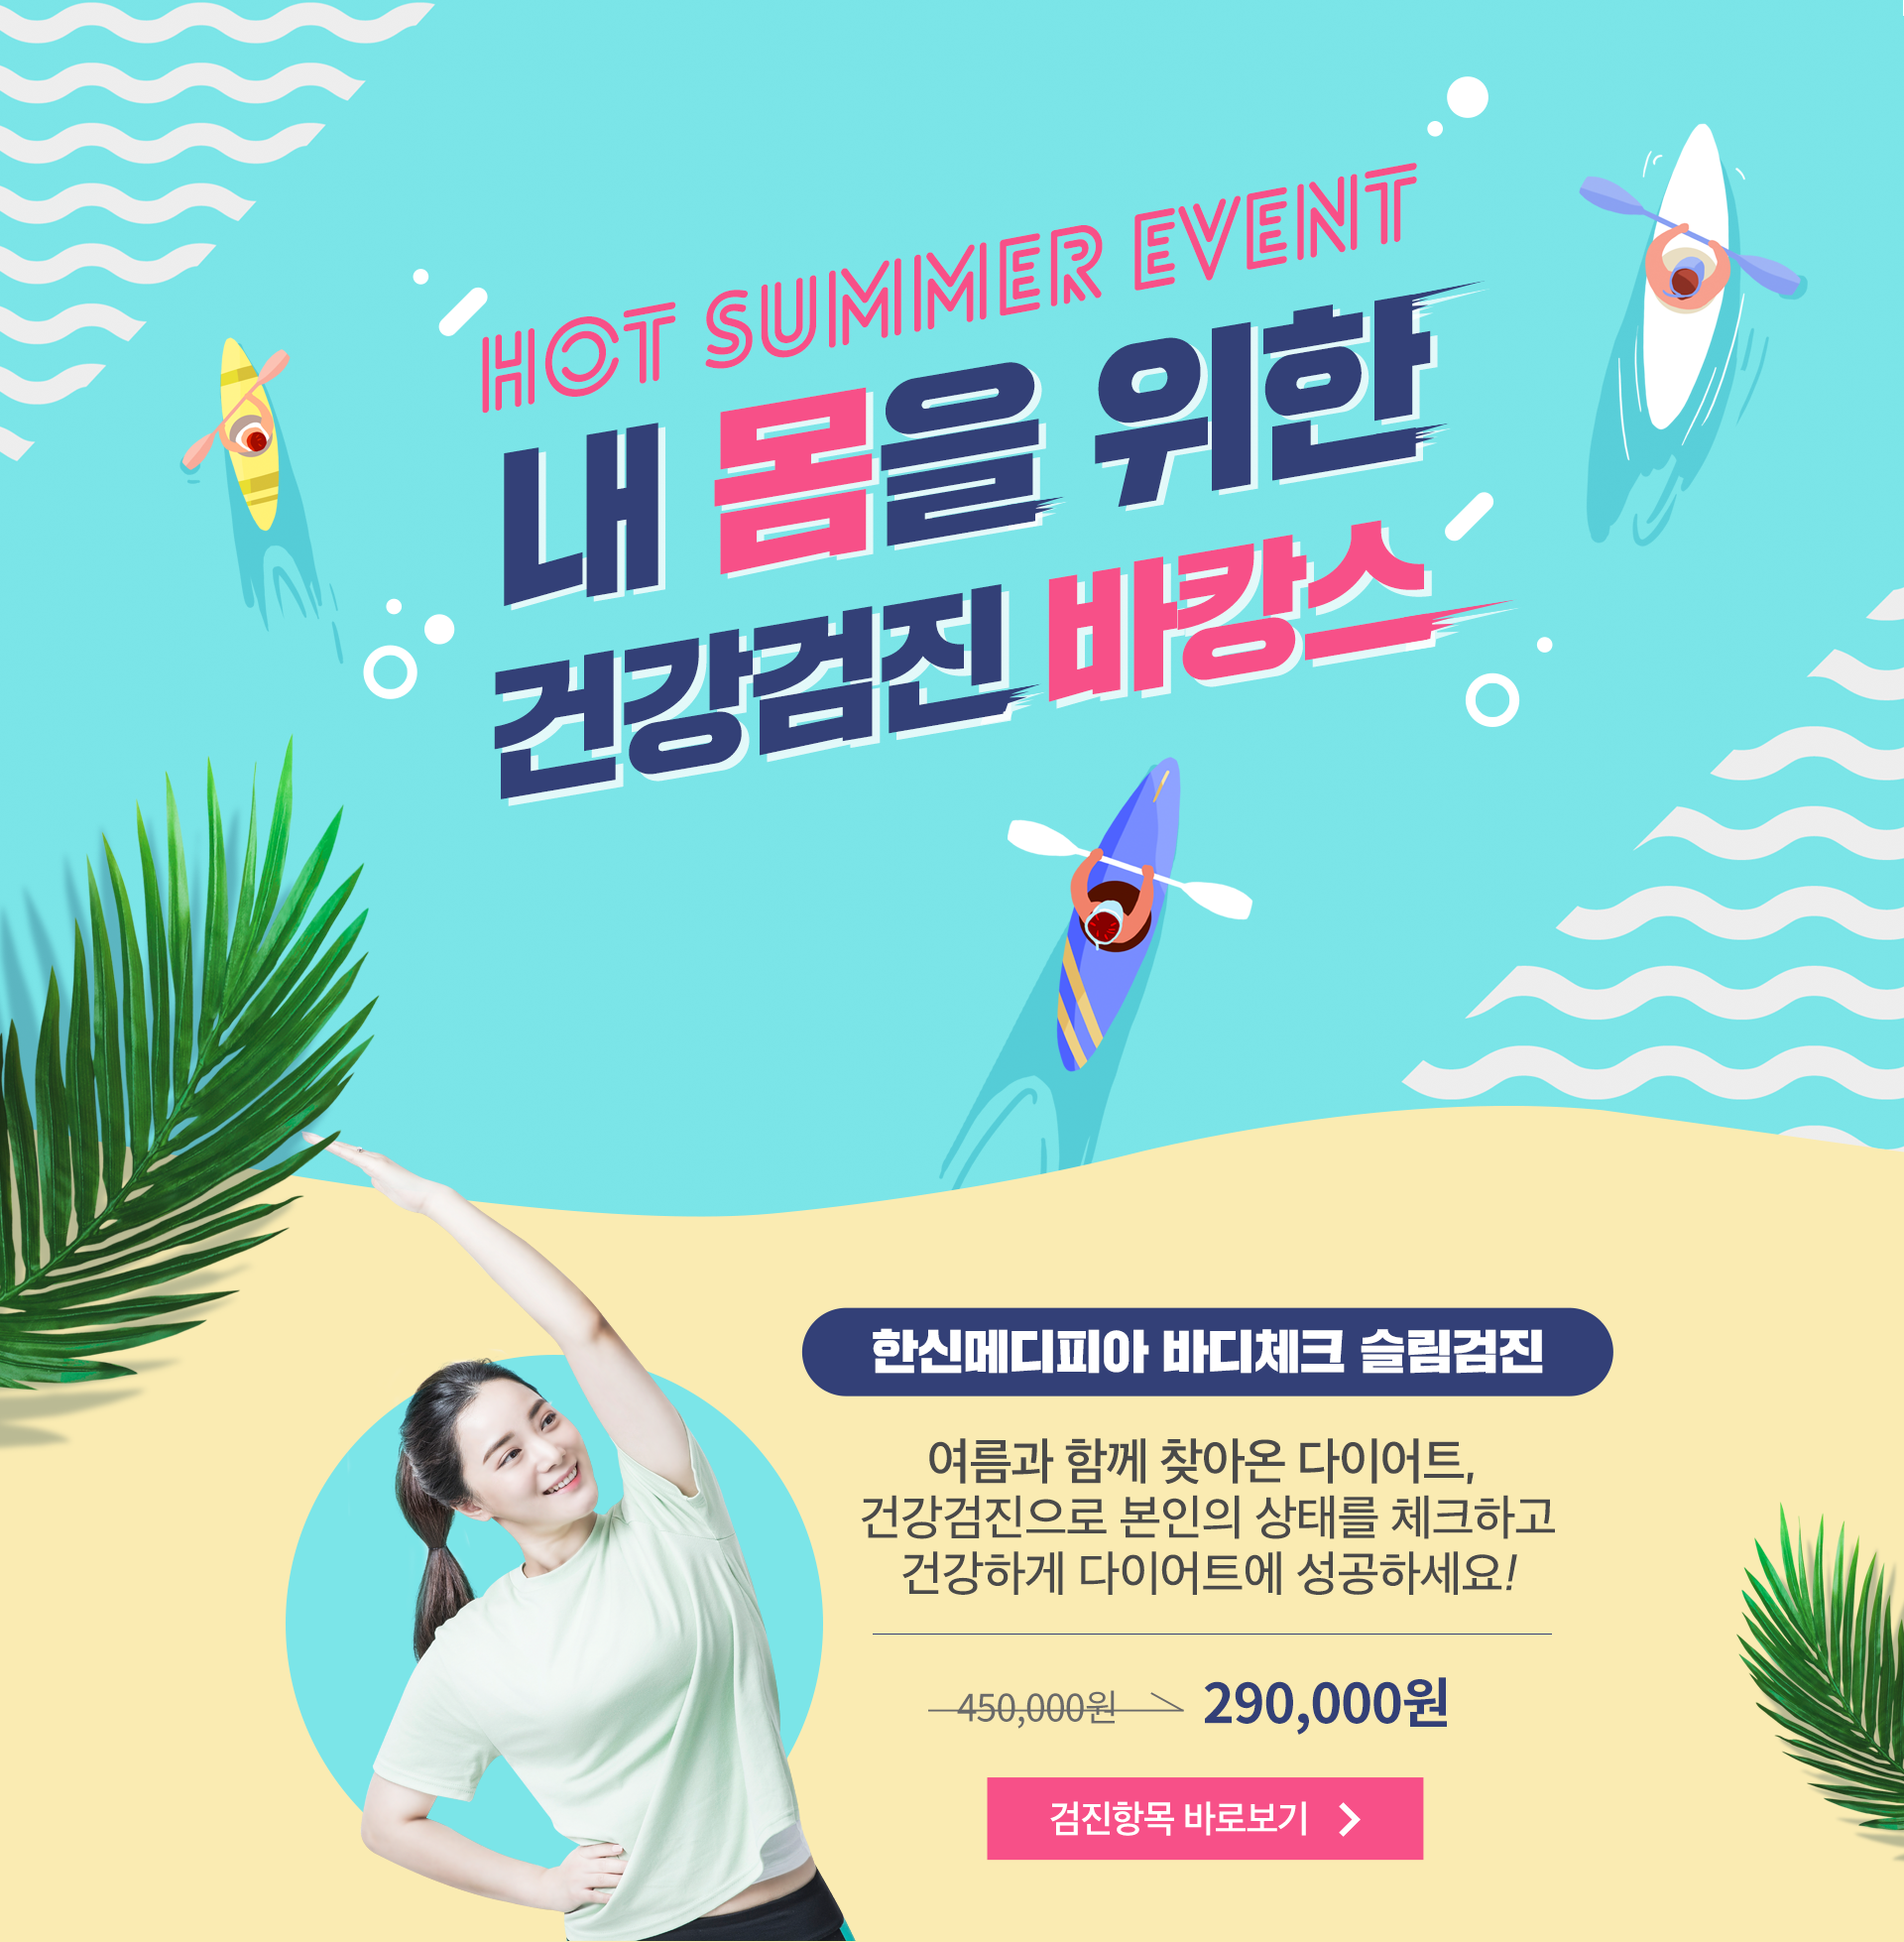 HOT SUMMER EVENT
내 몸을 위한
건강검진 바캉스
한신메디피아 바디체크 슬림검진
여름과 함께 찾아온 다이어트,
건강검진으로 본인의 상태를 체크하고
건강하게 다이어트에 성공하세요!
450,000원 290,000원
검진항목 바로보기